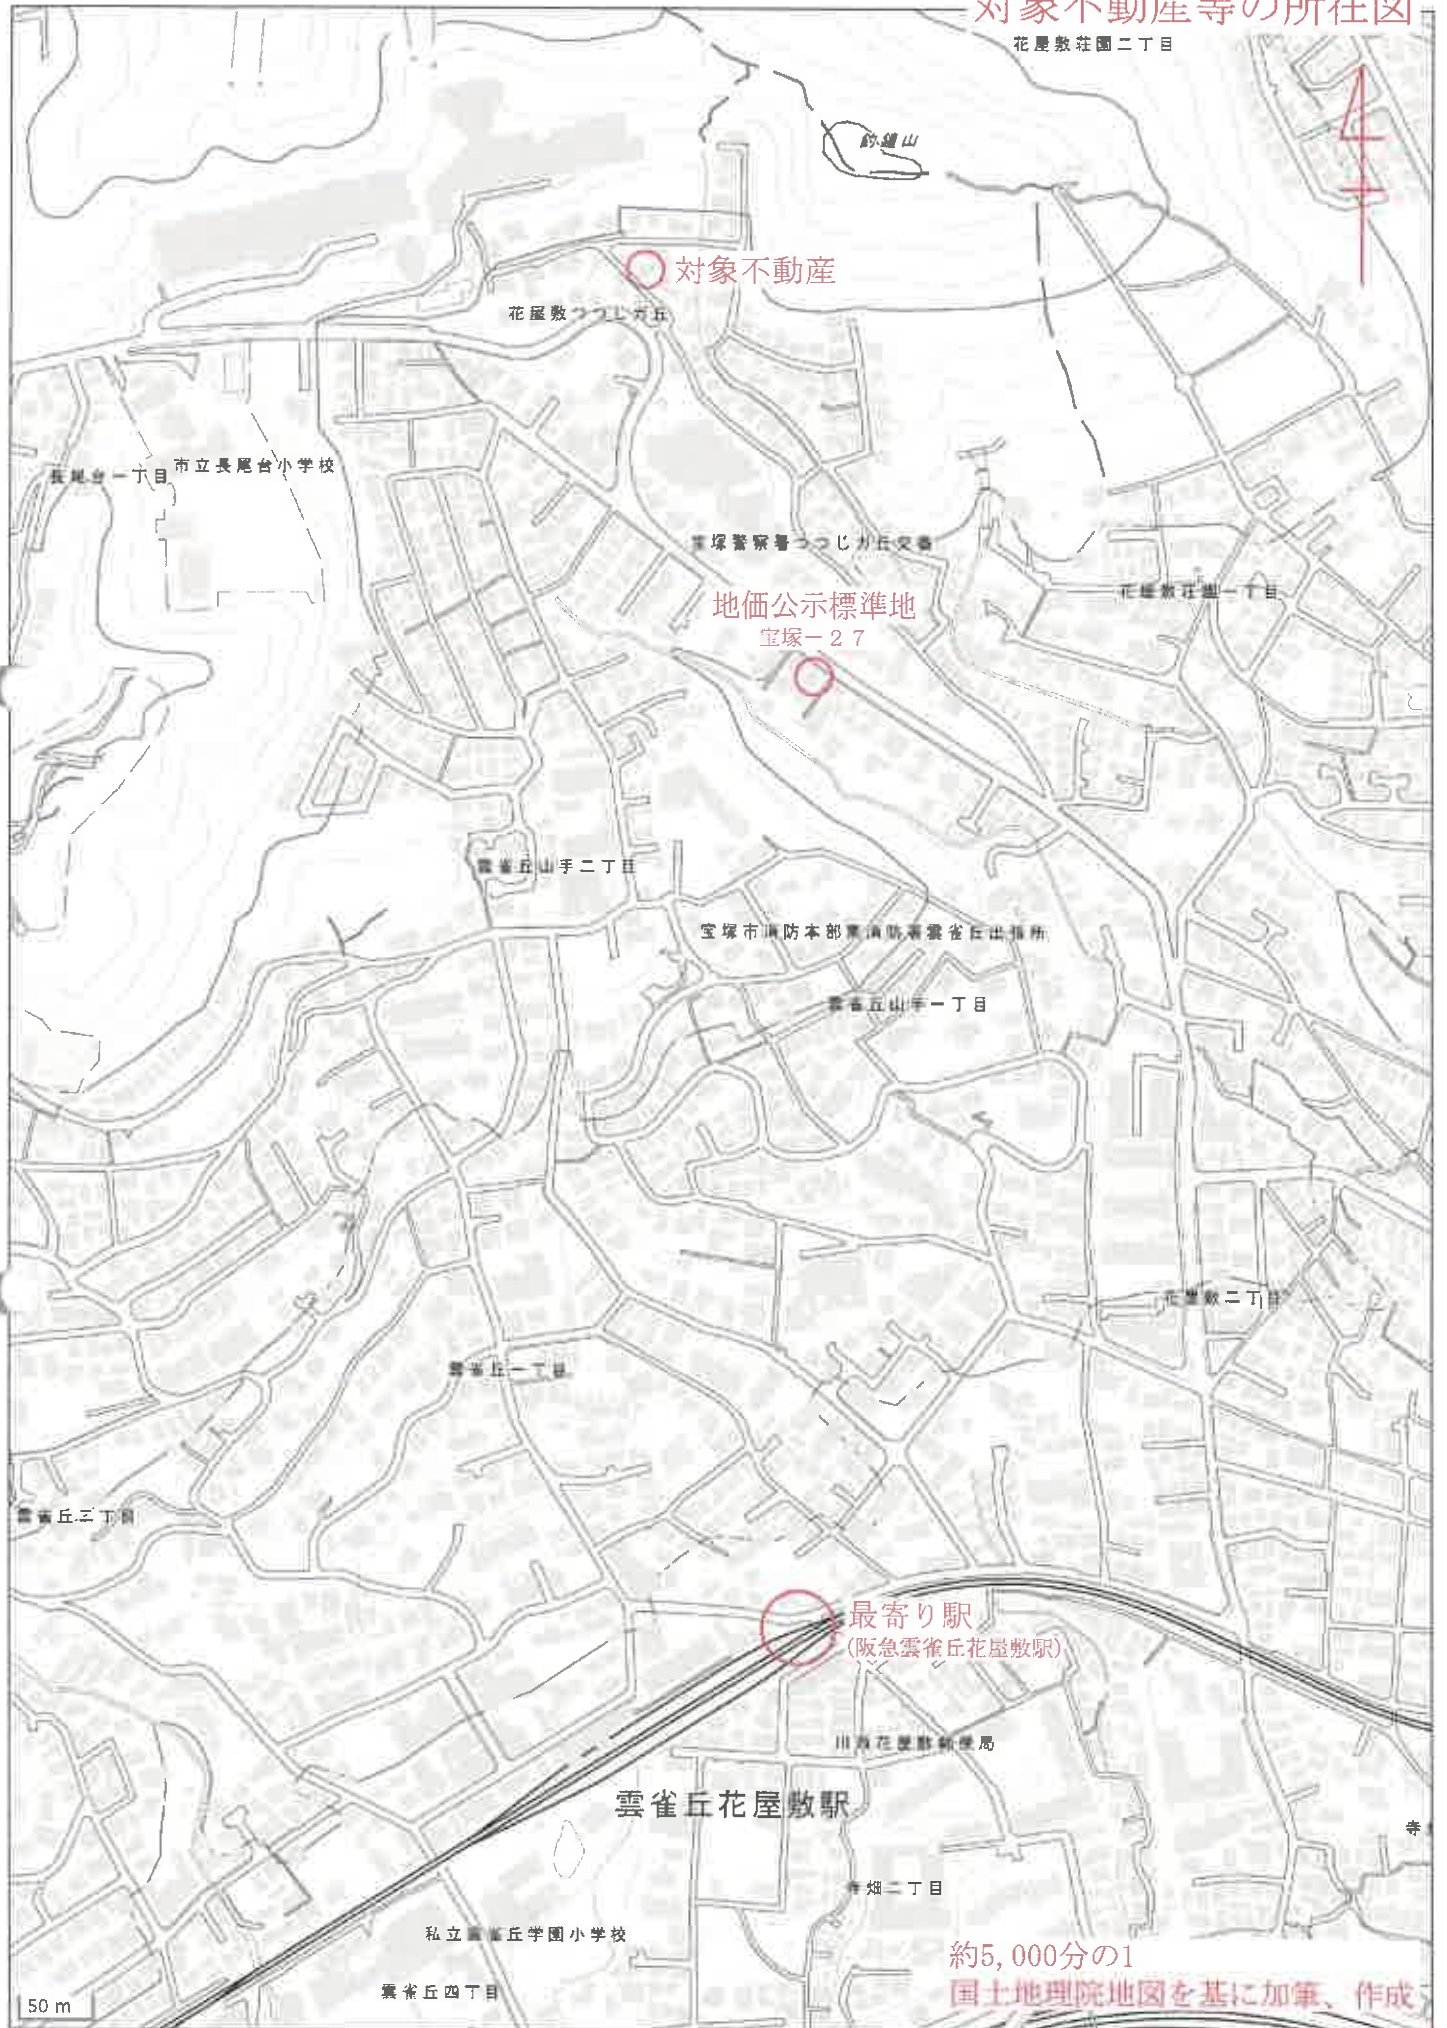 対象不動産等の所在図
花屋敷荘園二丁目
釣鐘山
対象不動産
花屋敷つつじガ丘
長尾台一丁目
市立長尾台小学校
宝塚警察署つつじガ丘交番
地価公示標準地
宝塚－２７
花屋敷荘園一丁目
雲雀丘山手二丁目
宝塚市消防本部東消防署雲雀丘出張所
雲雀丘山手一丁目
花屋敷二丁目
雲雀丘一丁目
雲雀丘三丁目
最寄り駅
(阪急雲雀丘花屋敷駅)
川西花屋敷郵便局
雲雀丘花屋敷駅
寺
寺畑二丁目
私立雲雀丘学園小学校
雲雀丘四丁目
約5,000分の1
国土地理院地図を基に加筆、作成
50 m